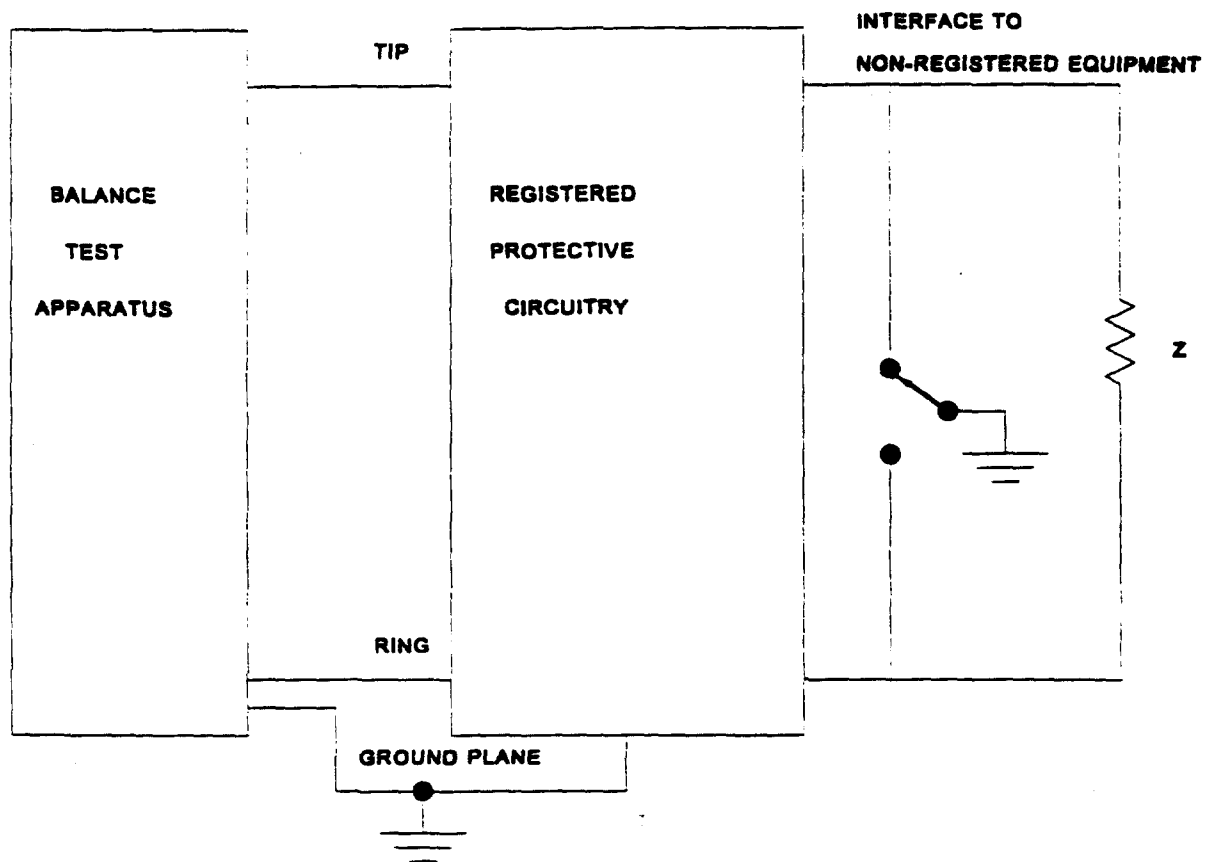 INTERFACE TO
NON-REGISTERED EQUIPMENT
TIP
BALANCE
TEST
APPARATUS
REGISTERED
PROTECTIVE
CIRCUITRY
Z
RING
GROUND PLANE